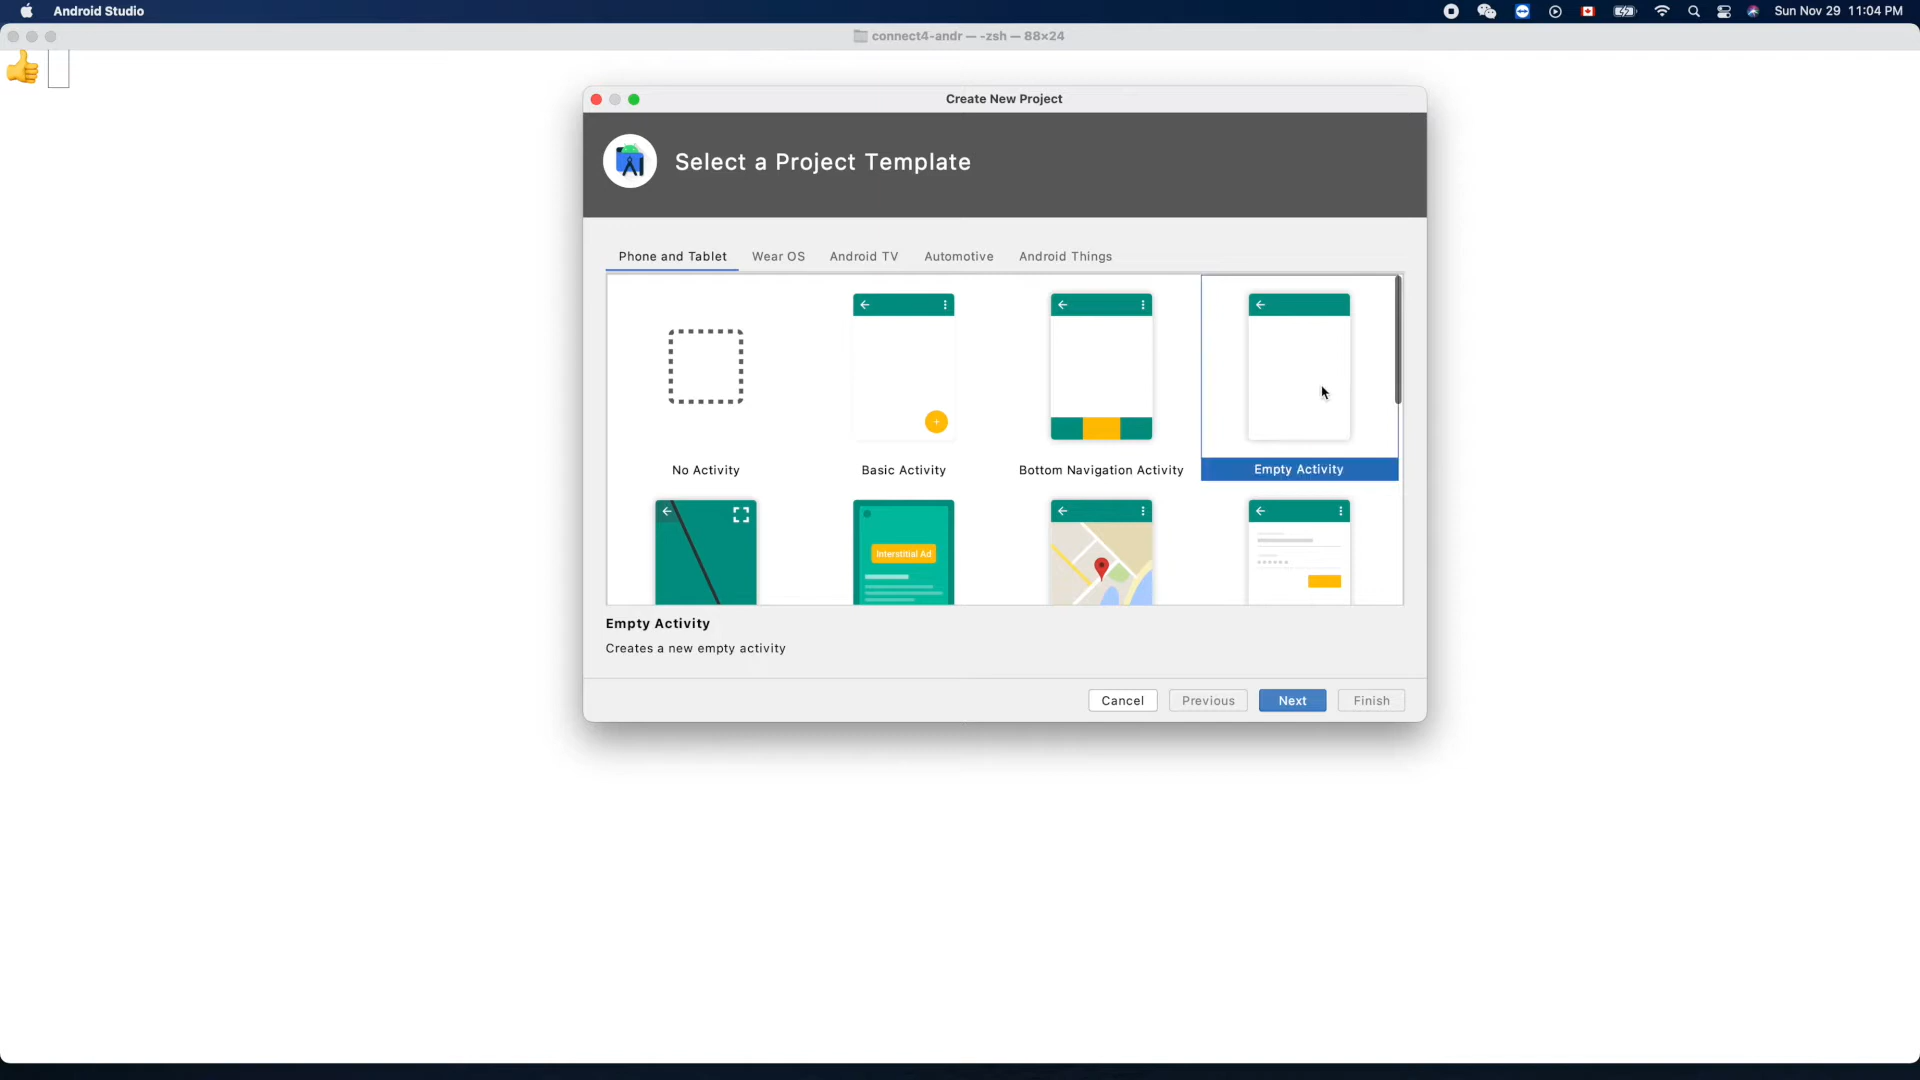 Android Studio
Sun Nov 29 11:04 PM
connect4-andr — -zsh — 88×24
Create New Project
Select a Project Template
Phone and Tablet
Wear OS
Android TV
Automotive
Android Things
No Activity
Basic Activity
Bottom Navigation Activity
Empty Activity
Interstitial Ad
Empty Activity
Creates a new empty activity
Cancel
Previous
Next
Finish